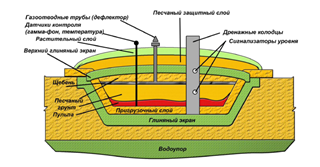 Газоотводные трубы (дефлектор)
Датчики контроля
(гамма-фон, температура)
Растительный слой
Верхний глиняный экран
Песчаный защитный слой
Дренажные колодцы
Сигнализаторы уровня
Щебень
Песчаный
грунт
Пульпа
Пригрузочный слой
Глиняный экран
Водоупор